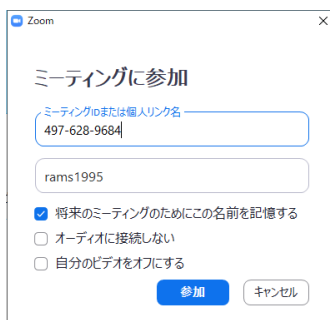 Zoom
ミーティングに参加
ミーティングIDまたは個人リンク名
497-628-9684
rams1995
将来のミーティングのためにこの名前を記憶する
オーディオに接続しない
自分のビデオをオフにする
参加 キャンセル